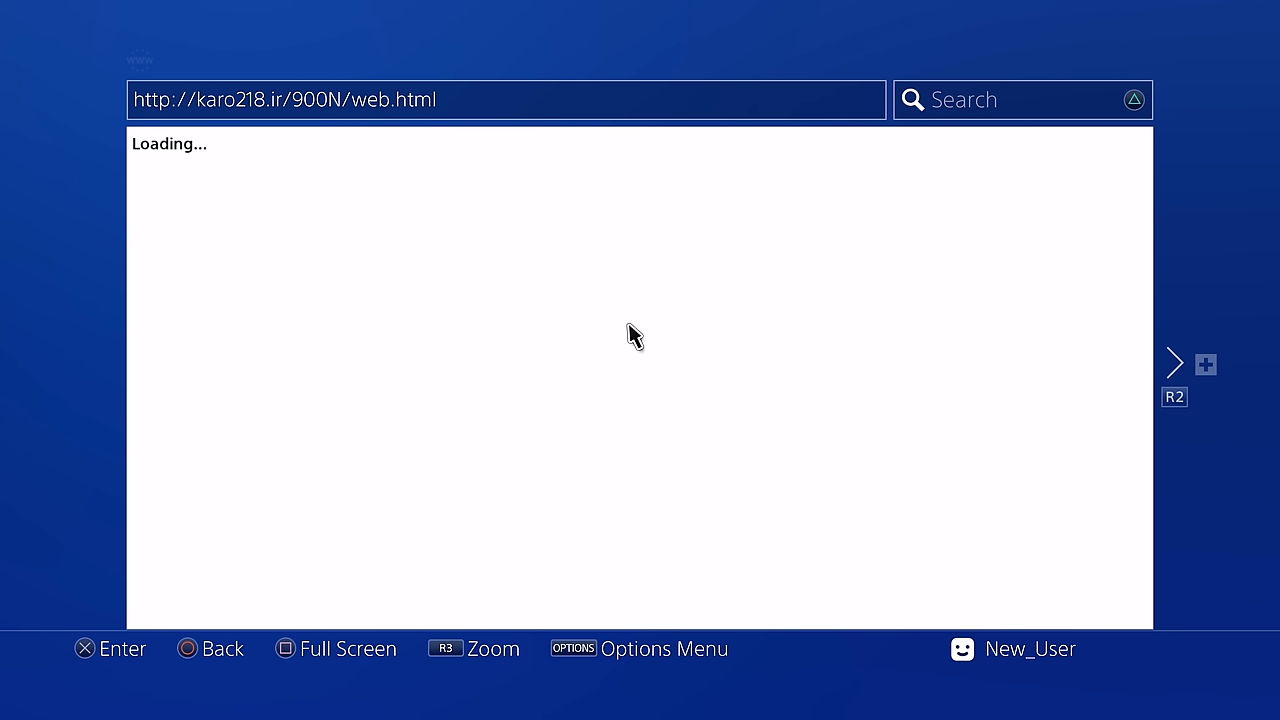 www
http://karo218.ir/900N/web.html
Search
Loading...
R2
Enter
Back
Full Screen
R3 Zoom
OPTIONS Options Menu
New_User